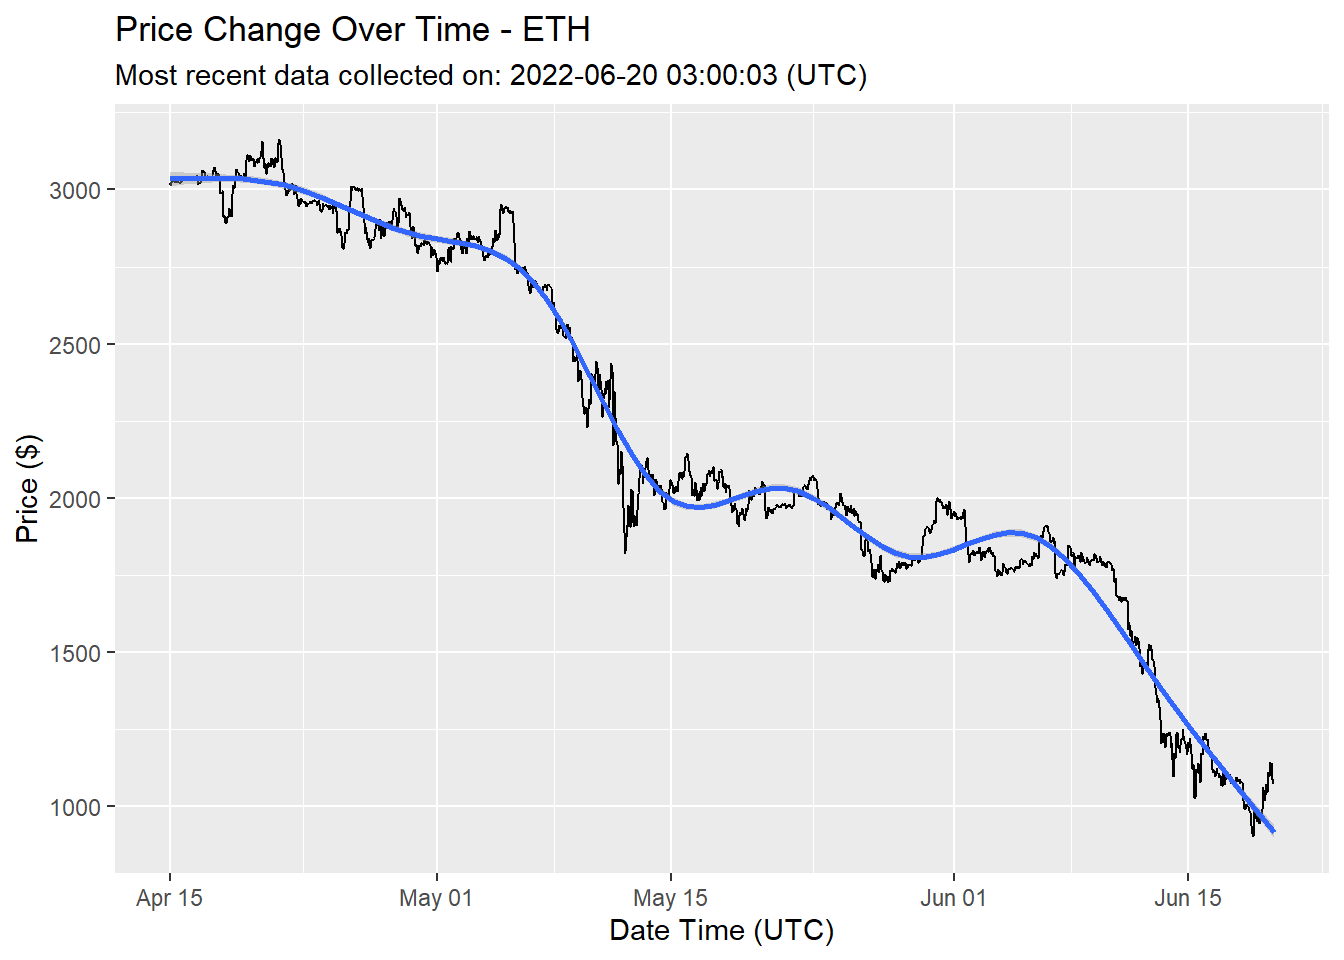 Price Change Over Time - ETH
Most recent data collected on: 2022-06-20 03:00:03 (UTC)
Price ($)
3000
2500
2000
1500
1000
Apr 15
May 01
May 15
Jun 01
Jun 15
Date Time (UTC)